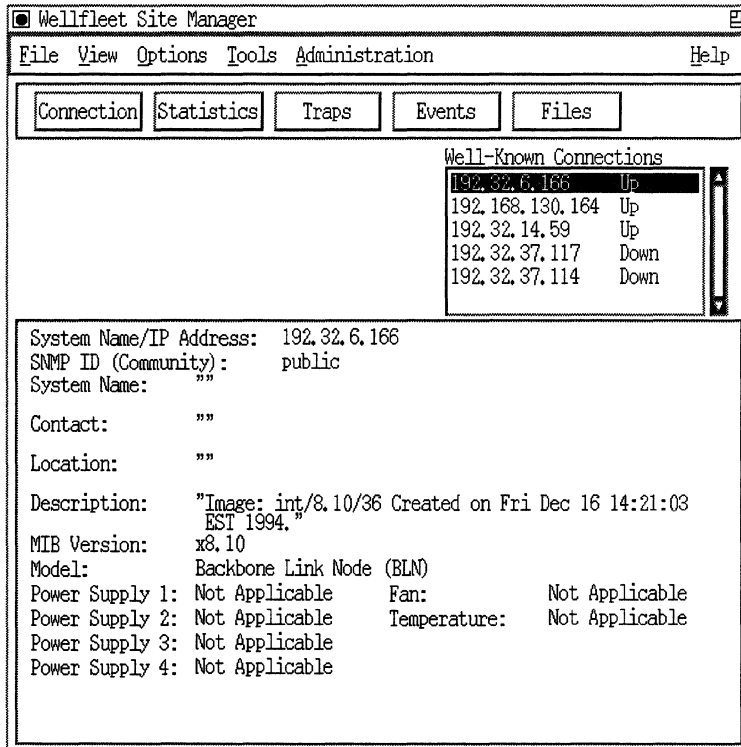 Wellfleet Site Manager
File View Options Tools Administration Help
Connection Statistics Traps Events Files
Well-Known Connections
192.32.6.166 Up
192.168.130.164 Up
192.32.14.59 Up
192.32.37.117 Down
192.32.37.114 Down
System Name/IP Address: 192.32.6.166
SNMP ID (Community): public
System Name: ""
Contact: ""
Location: ""
Description: "Image: int/8.10/36 Created on Fri Dec 16 14:21:03
EST 1994."
MIB Version: x8.10
Model: Backbone Link Node (BLN)
Power Supply 1: Not Applicable Fan: Not Applicable
Power Supply 2: Not Applicable Temperature: Not Applicable
Power Supply 3: Not Applicable
Power Supply 4: Not Applicable